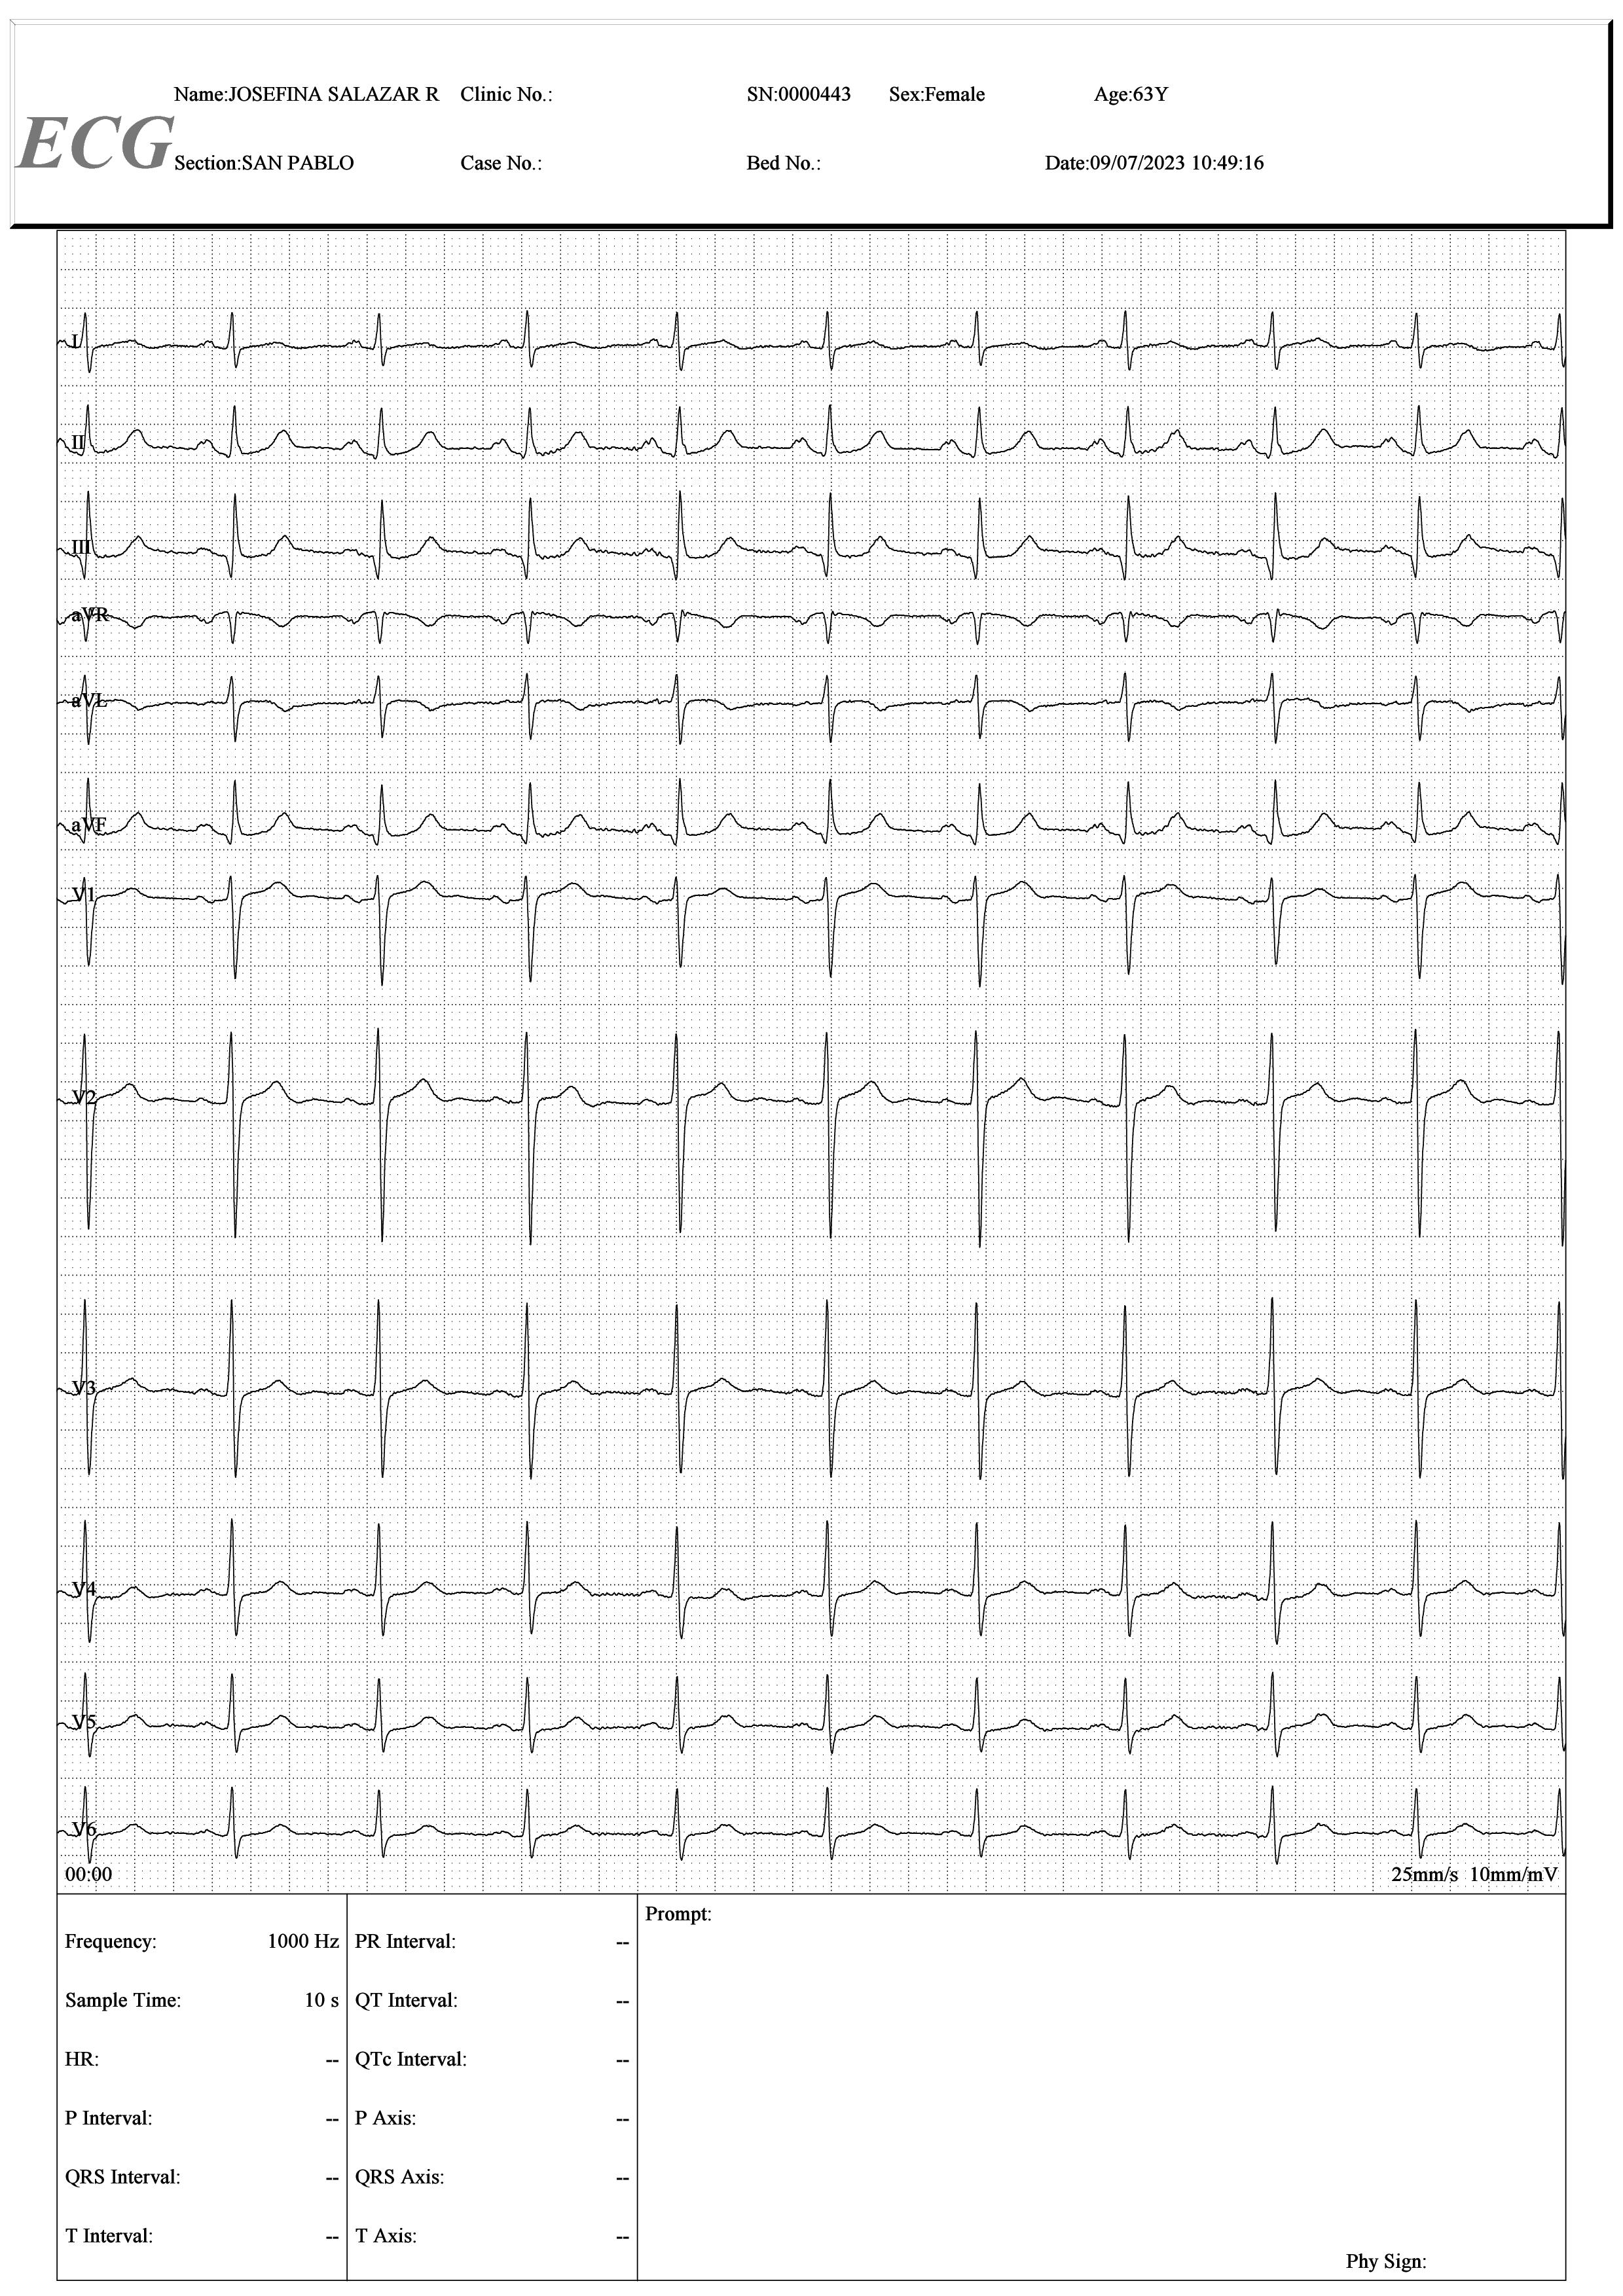 ECG
Name:JOSEFINA SALAZAR R Clinic No.: SN:0000443 Sex:Female Age:63Y
Section:SAN PABLO Case No.: Bed No.: Date:09/07/2023 10:49:16
I
II
III
aVR
aVL
aVF
V1
V2
V3
V4
V5
V6
00:00 25mm/s 10mm/mV
Prompt:
Frequency: 1000 Hz PR Interval: --
Sample Time: 10 s QT Interval: --
HR: -- QTc Interval: --
P Interval: -- P Axis: --
QRS Interval: -- QRS Axis: --
T Interval: -- T Axis: --
Phy Sign: